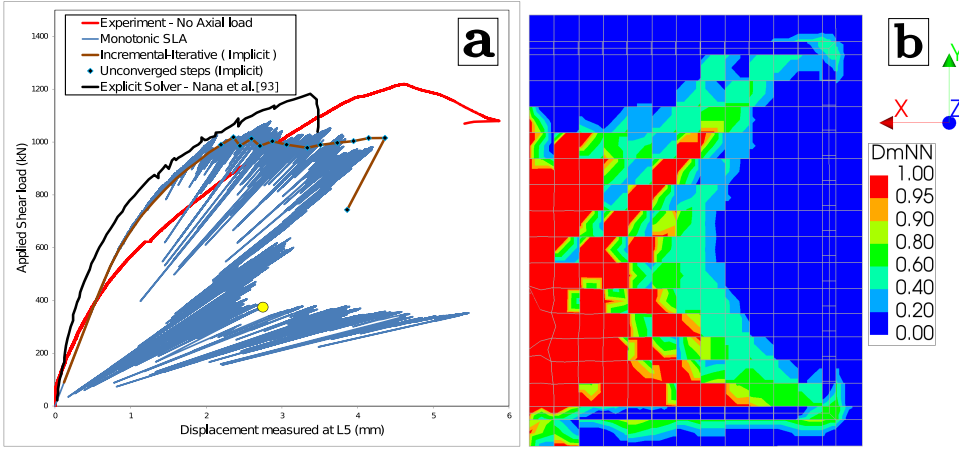 Experiment - No Axial load
Monotonic SLA
Incremental-Iterative ( Implicit )
Unconverged steps (Implicit)
Explicit Solver - Nana et al.[93]
a
1400
1200
1000
800
600
400
200
0
Applied Shear load (kN)
0 1 2 3 4 5 6
Displacement measured at L5 (mm)
b
Y
X
Z
DmNN
1.00
0.95
0.90
0.80
0.60
0.40
0.20
0.00